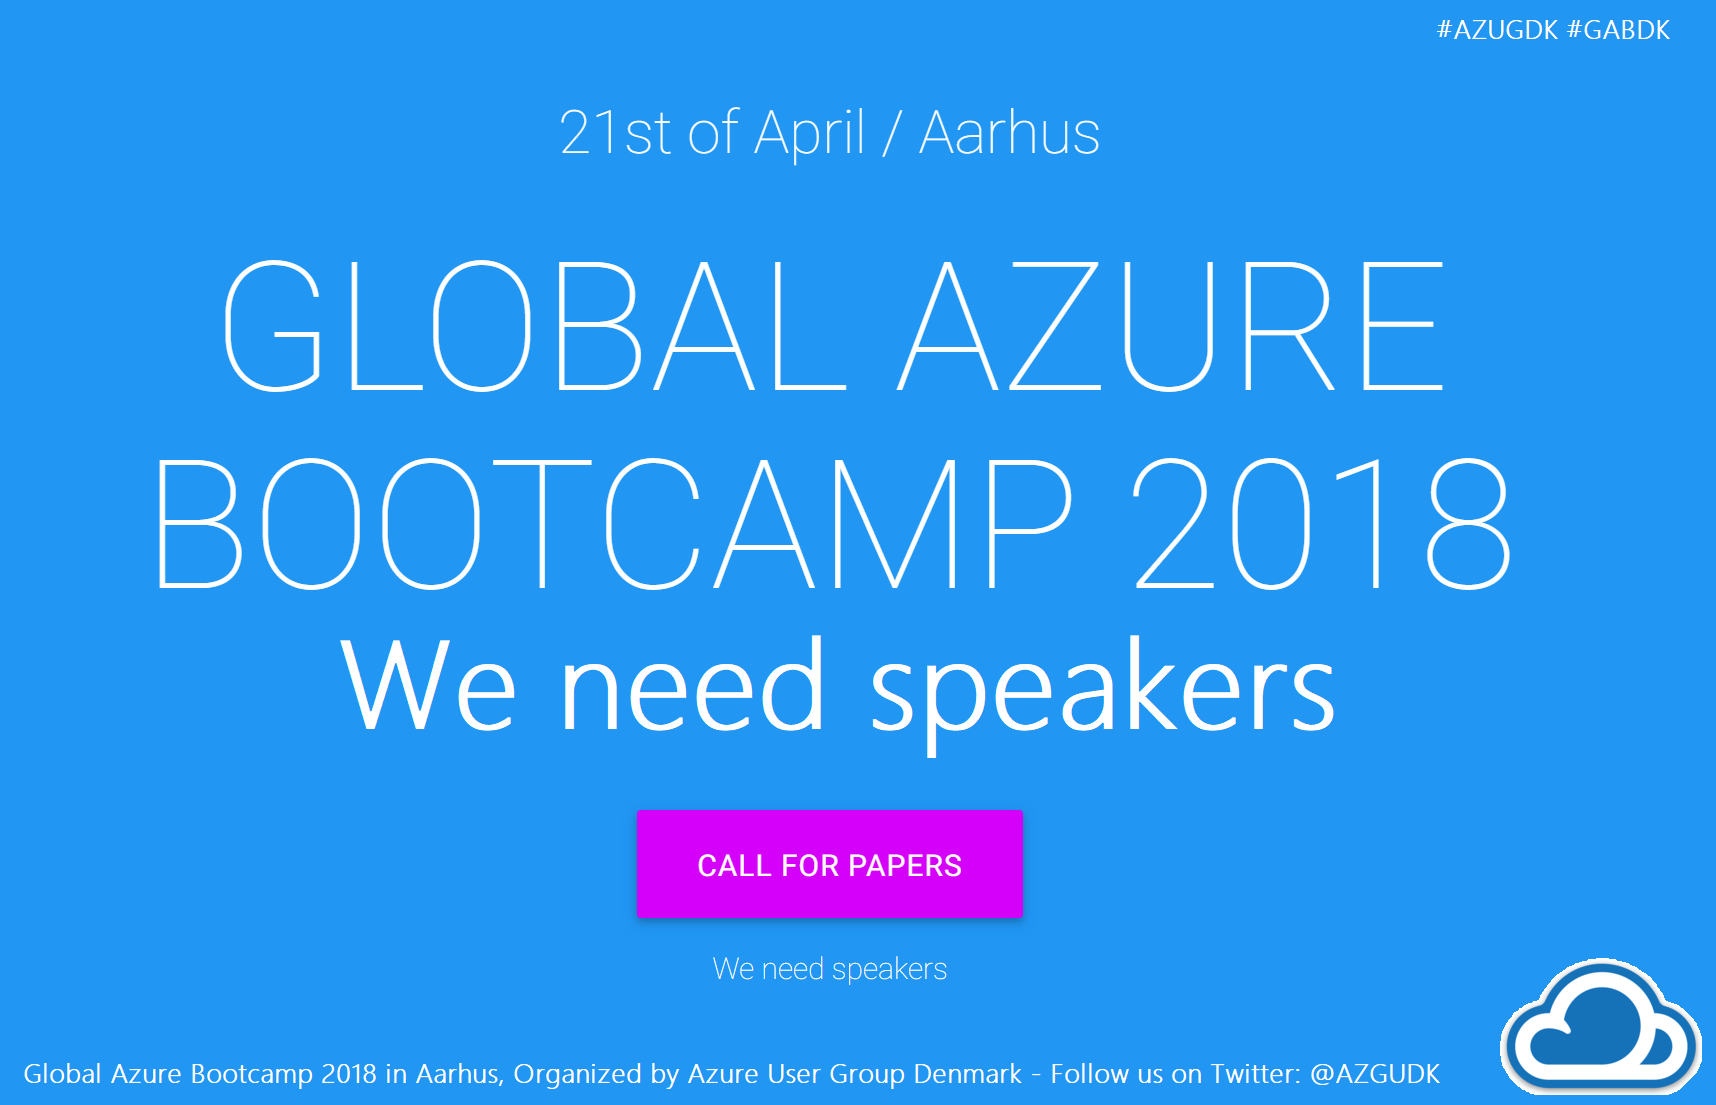 #AZUGDK #GABDK
21st of April / Aarhus
GLOBAL AZURE
BOOTCAMP 2018
We need speakers
CALL FOR PAPERS
We need speakers
Global Azure Bootcamp 2018 in Aarhus, Organized by Azure User Group Denmark - Follow us on Twitter: @AZGUDK